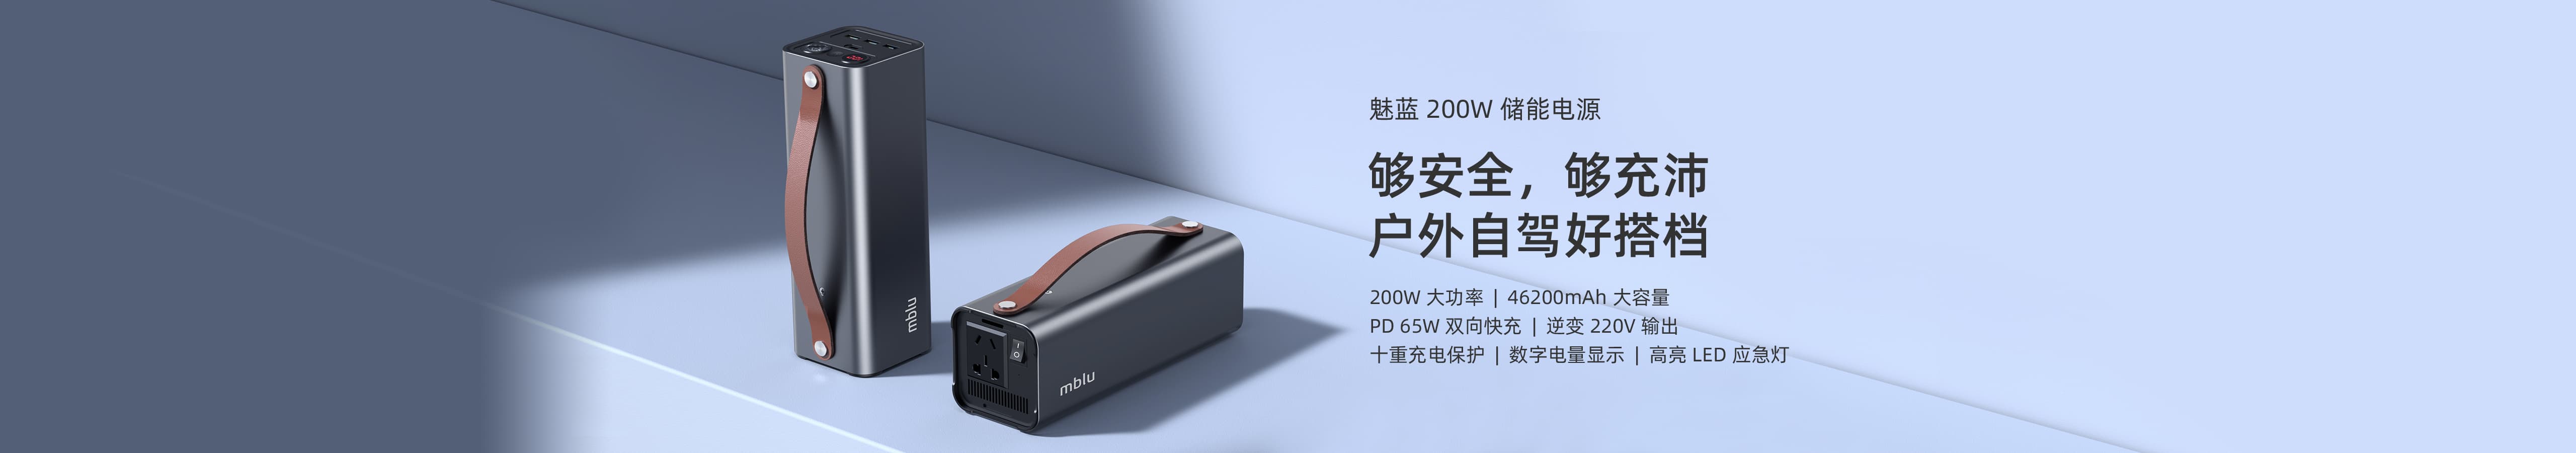 魅蓝 200W 储能电源
够安全，够充沛
户外自驾好搭档
200W 大功率 | 46200mAh 大容量
PD 65W 双向快充 | 逆变 220V 输出
十重充电保护 | 数字电量显示 | 高亮 LED 应急灯
mblu
mblu